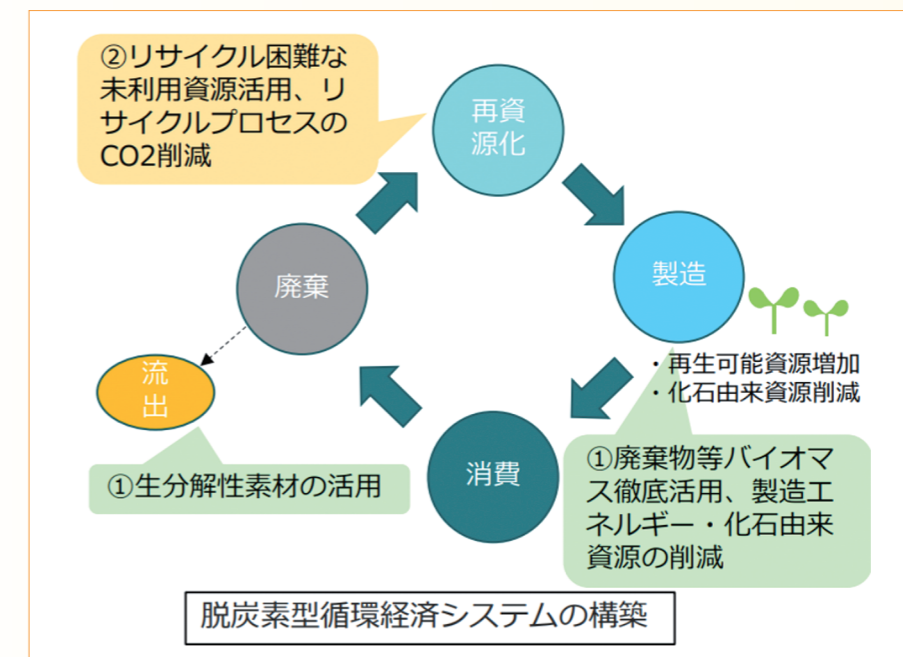 ②リサイクル困難な
未利用資源活用、リ
サイクルプロセスの
CO2削減
再資
源化
製造
・再生可能資源増加
・化石由来資源削減
廃棄
流
出
①生分解性素材の活用
消費
①廃棄物等バイオマ
ス徹底活用、製造エ
ネルギー・化石由来
資源の削減
脱炭素型循環経済システムの構築